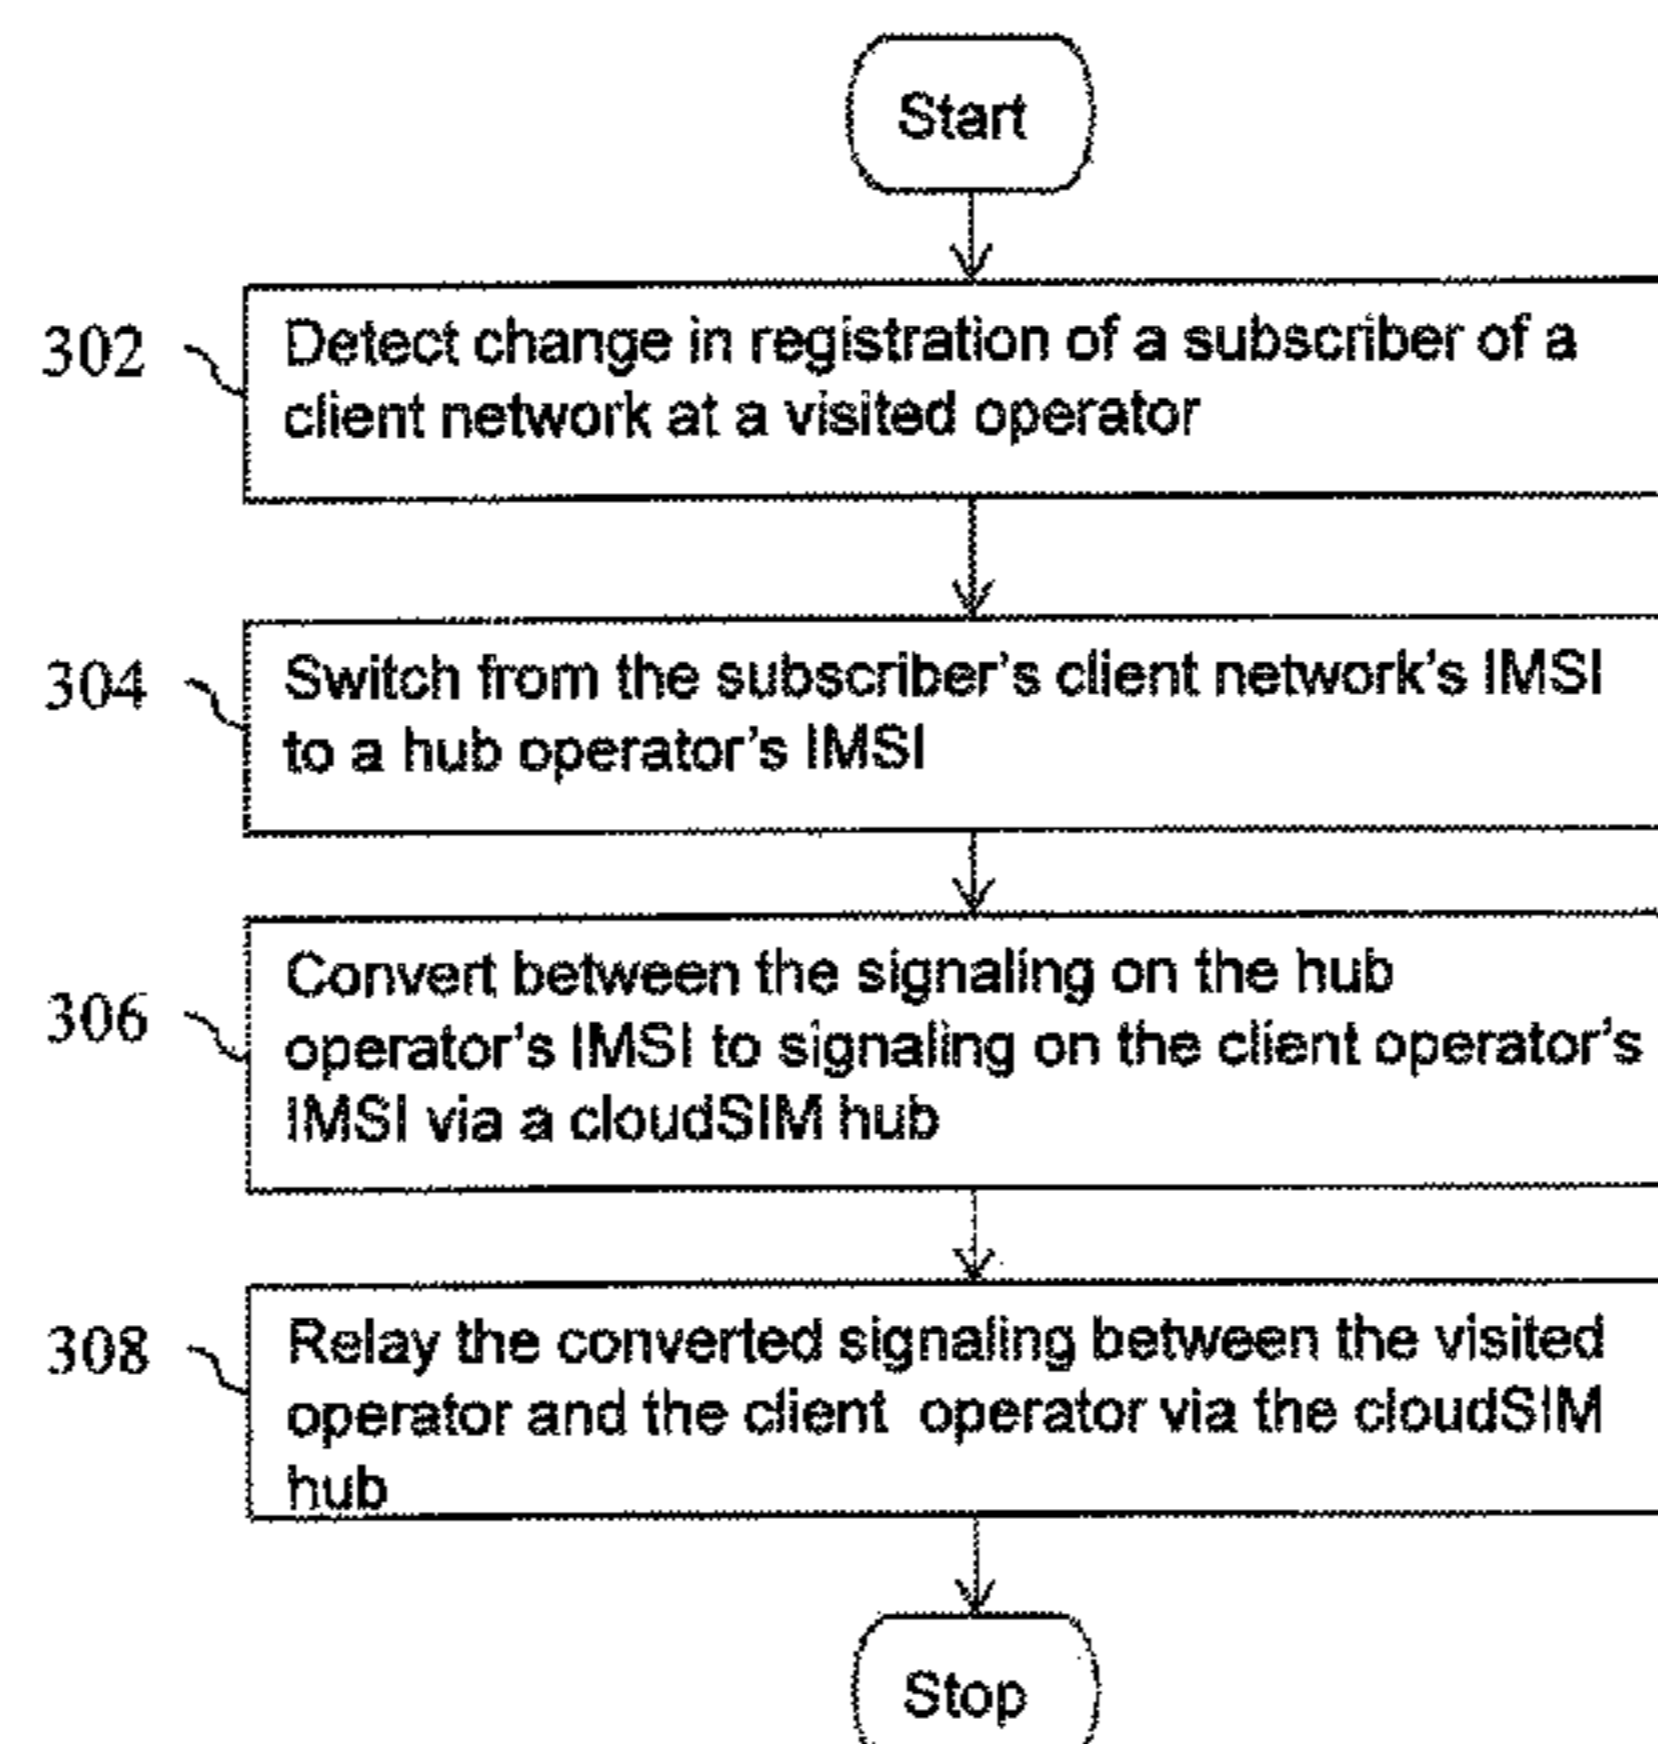 Start
302
Detect change in registration of a subscriber of a
client network at a visited operator
304
Switch from the subscriber's client network's IMSI
to a hub operator's IMSI
306
Convert between the signaling on the hub
operator's IMSI to signaling on the client operator's
IMSI via a cloudSIM hub
308
Relay the converted signaling between the visited
operator and the client operator via the cloudSIM
hub
Stop